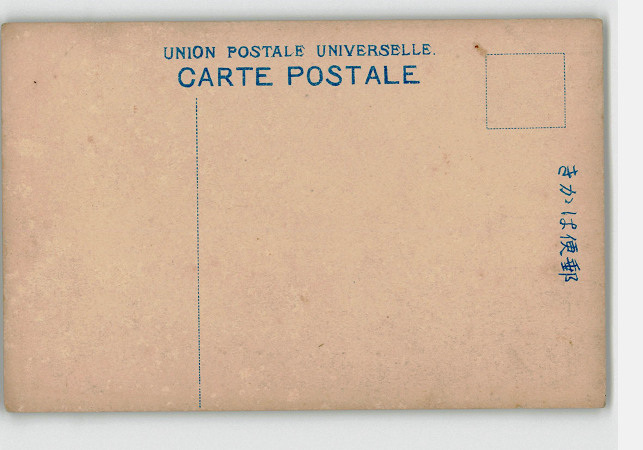 UNION POSTALE UNIVERSELLE.
CARTE POSTALE
きかは便郵